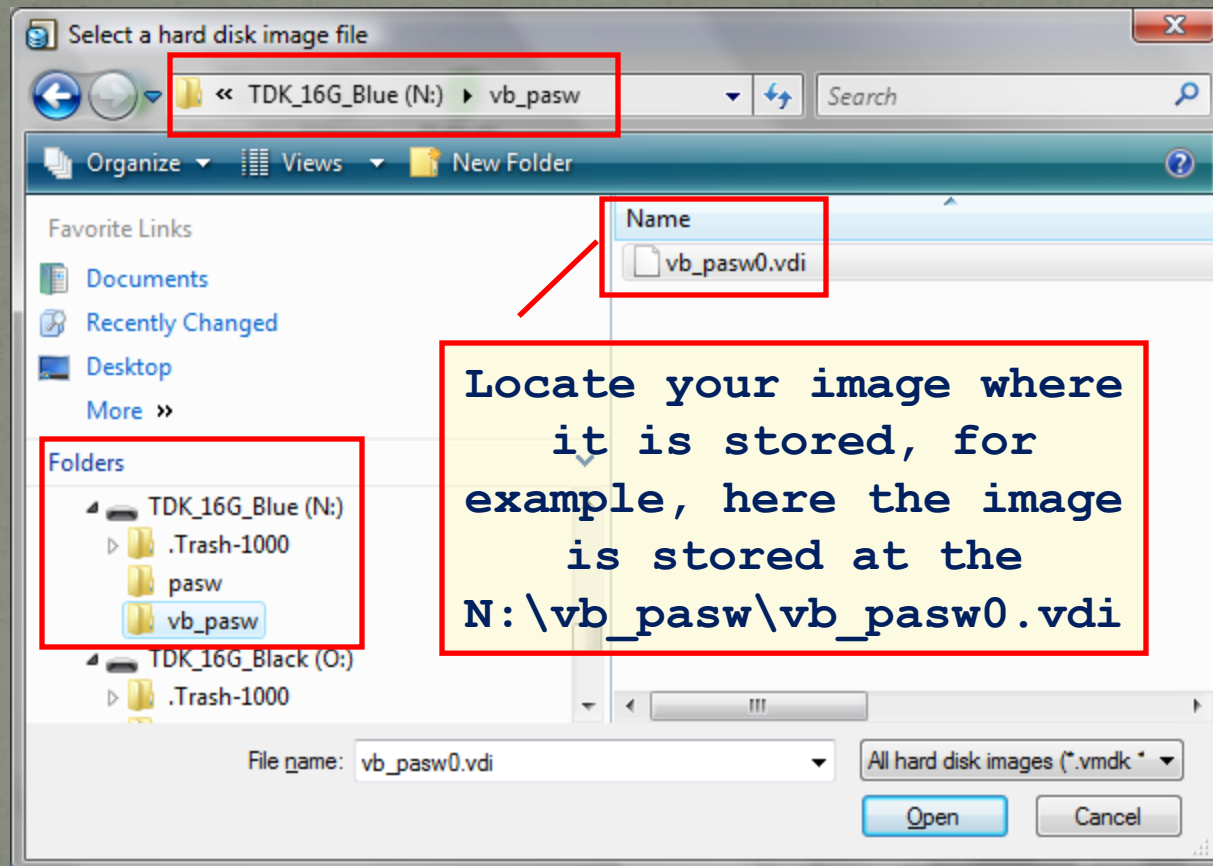 Select a hard disk image file
« TDK_16G_Blue (N:) vb_pasw
Search
Organize Views New Folder
Favorite Links
Documents
Recently Changed
Desktop
More »
Folders
TDK_16G_Blue (N:)
.Trash-1000
pasw
vb_pasw
TDK_16G_Black (O:)
.Trash-1000
Name
vb_pasw0.vdi
Locate your image where
it is stored, for
example, here the image
is stored at the
N:\vb_pasw\vb_pasw0.vdi
File name: vb_pasw0.vdi
All hard disk images (*.vmdk *
Open Cancel